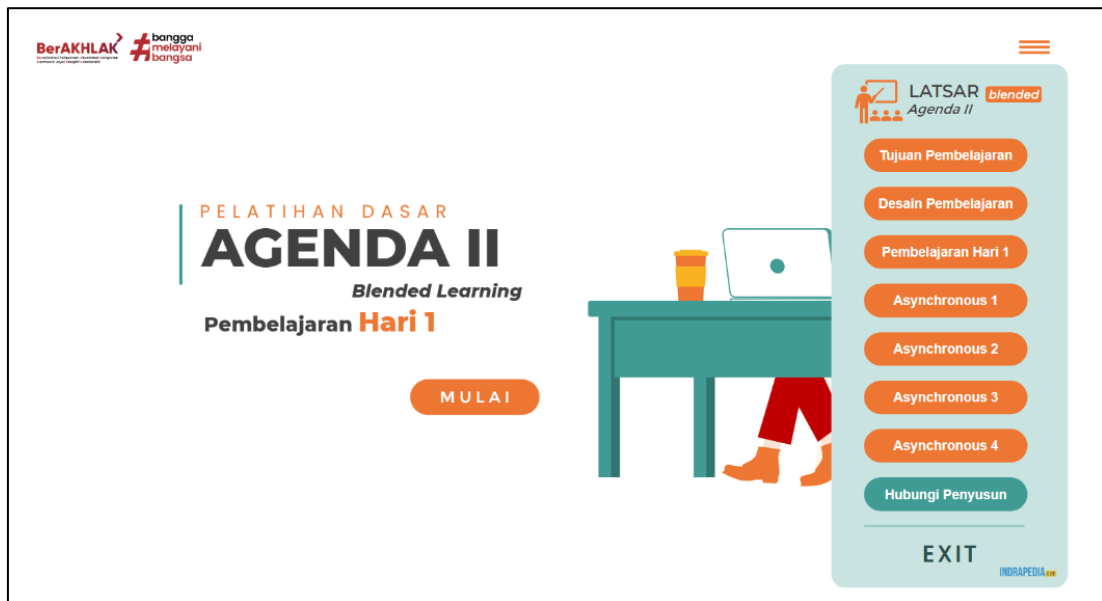 BerAKHLAK
# bangga
melayani
bangsa
LATSAR blended
Agenda II
Tujuan Pembelajaran
Desain Pembelajaran
Pembelajaran Hari 1
Asynchronous 1
Asynchronous 2
Asynchronous 3
Asynchronous 4
Hubungi Penyusun
EXIT
INDRAPEDIA.com
PELATIHAN DASAR
AGENDA II
Blended Learning
Pembelajaran Hari 1
MULAI